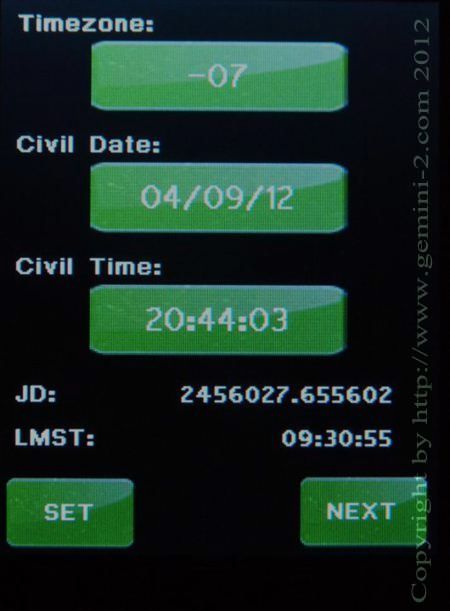 Timezone:
-07
Civil Date:
04/09/12
Civil Time:
20:44:03
JD: 2456027.655602
LMST: 09:30:55
SET NEXT
Copyright by http://www.gemini-2.com 2012